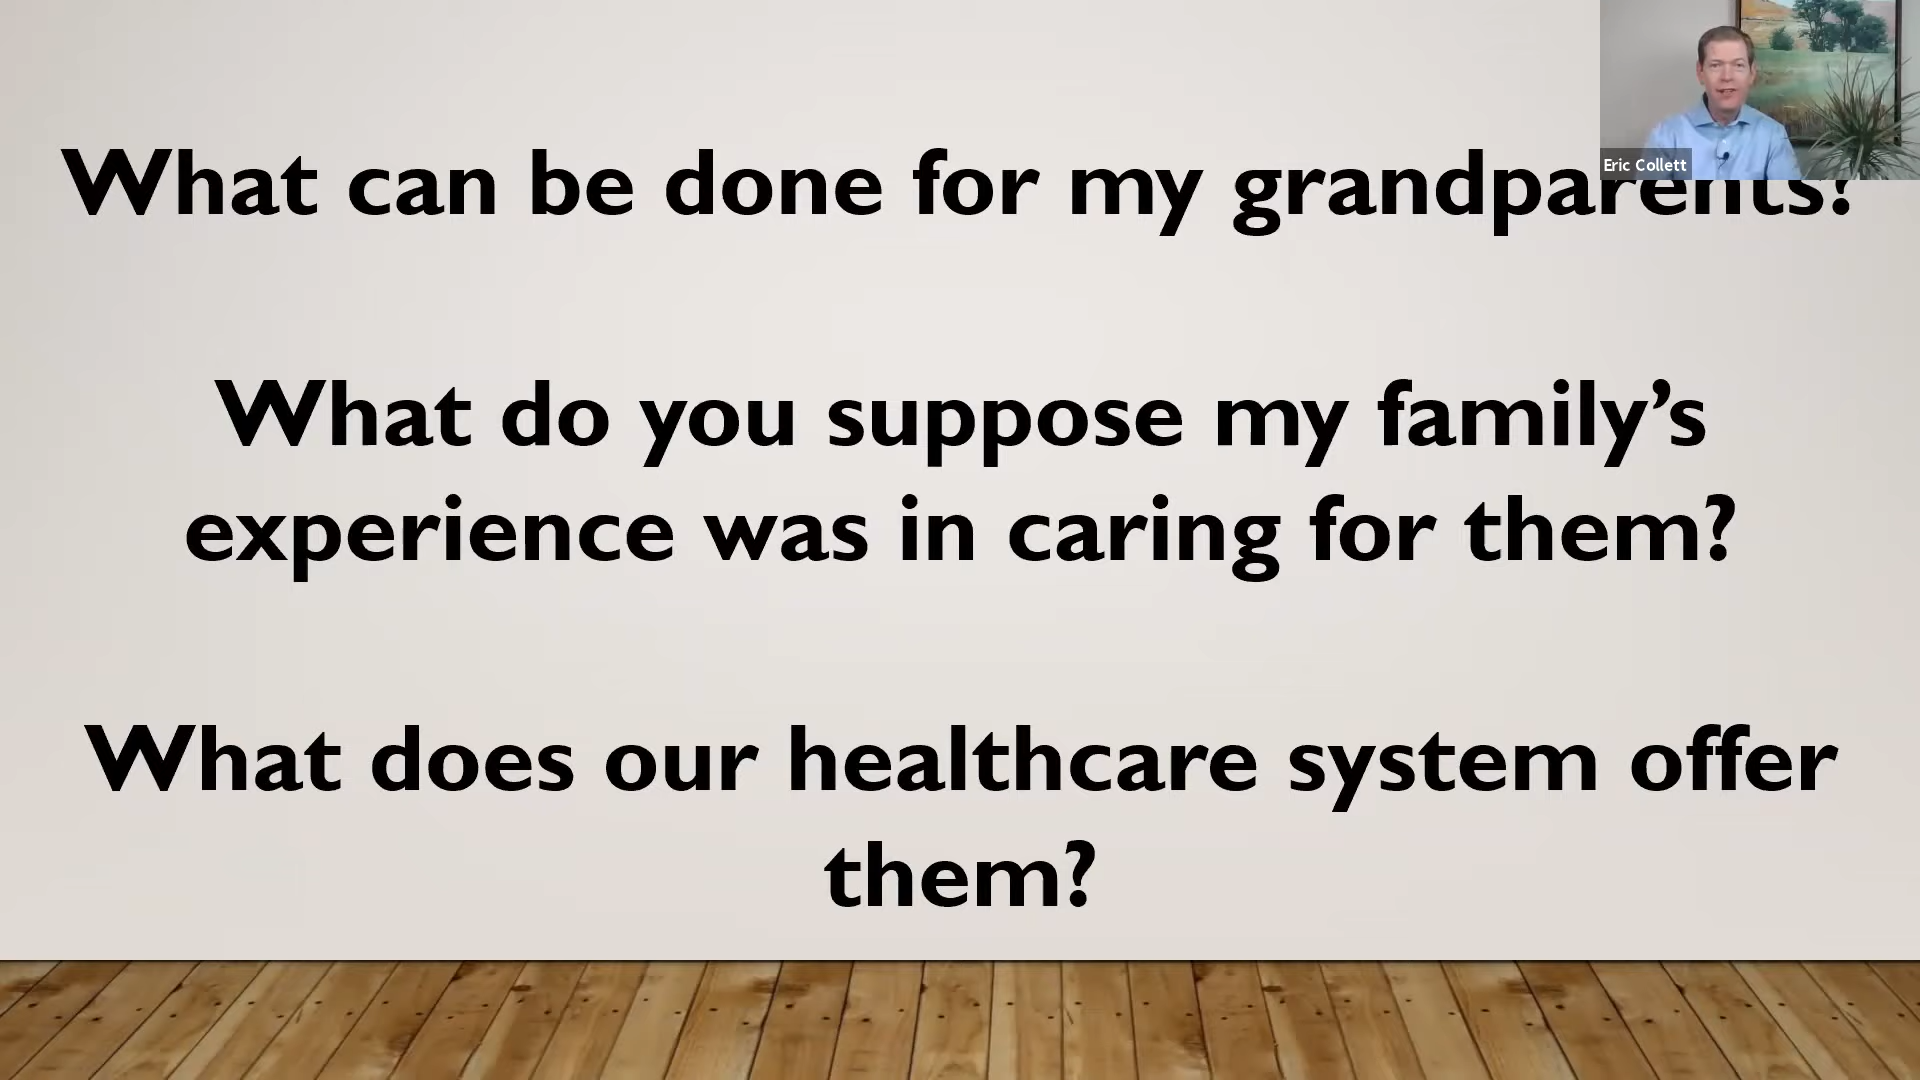 What can be done for my grandparents?
Eric Collett
What do you suppose my family’s
experience was in caring for them?
What does our healthcare system offer
them?